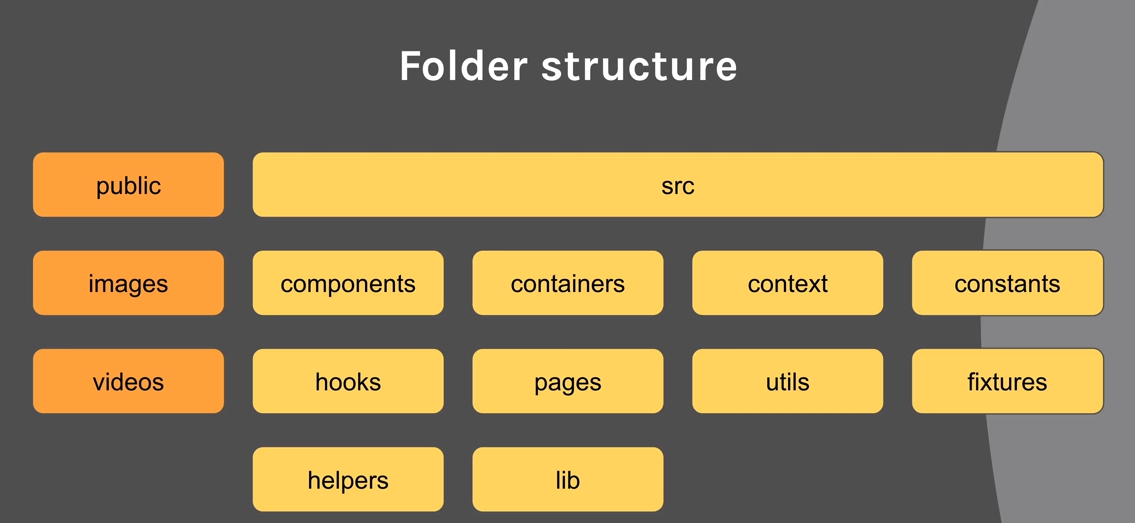 Folder structure
public
src
images
components
containers
context
constants
videos
hooks
pages
utils
fixtures
helpers
lib